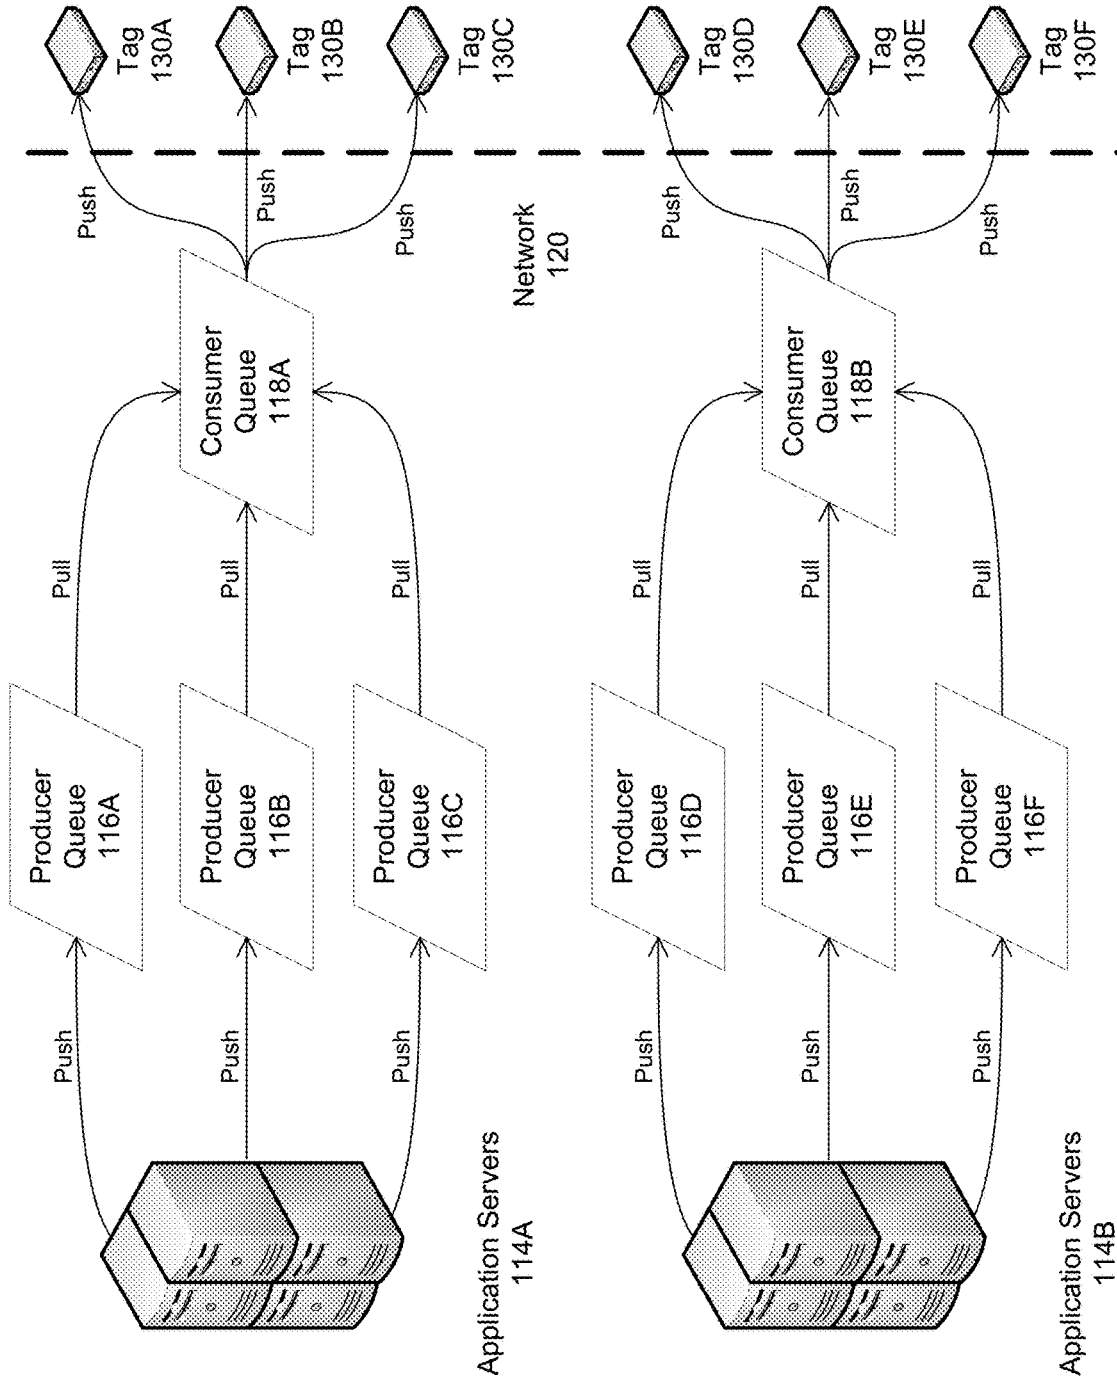 Application Servers
114A
Push
Push
Push
Producer
Queue
116A
Producer
Queue
116B
Producer
Queue
116C
Pull
Pull
Pull
Consumer
Queue
118A
Push
Push
Push
Tag
130A
Tag
130B
Tag
130C
Network
120
Application Servers
114B
Push
Push
Push
Producer
Queue
116D
Producer
Queue
116E
Producer
Queue
116F
Pull
Pull
Pull
Consumer
Queue
118B
Push
Push
Push
Tag
130D
Tag
130E
Tag
130F